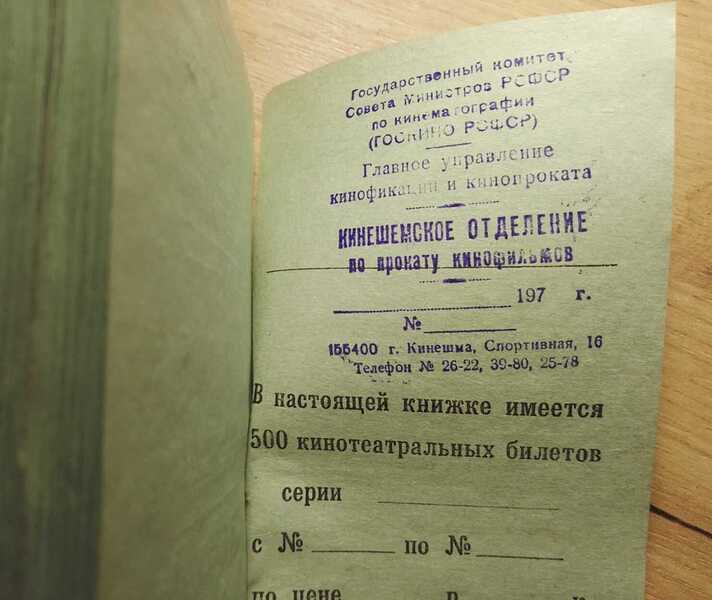 Государственный комитет
Совета Министров РСФСР
по кинематографии
(ГОСКИНО РСФСР)
Главное управление
кинофикации и кинопроката
КИНЕШЕМСКОЕ ОТДЕЛЕНИЕ
по прокату кинофильмов
197 г.
№
155400 г. Кинешма, Спортивная, 16
Телефон № 26-22, 39-80, 25-78
В настоящей книжке имеется
500 кинотеатральных билетов
серии
с № по №
по цене р. к